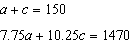 a + c = 150
7.75a + 10.25c = 1470